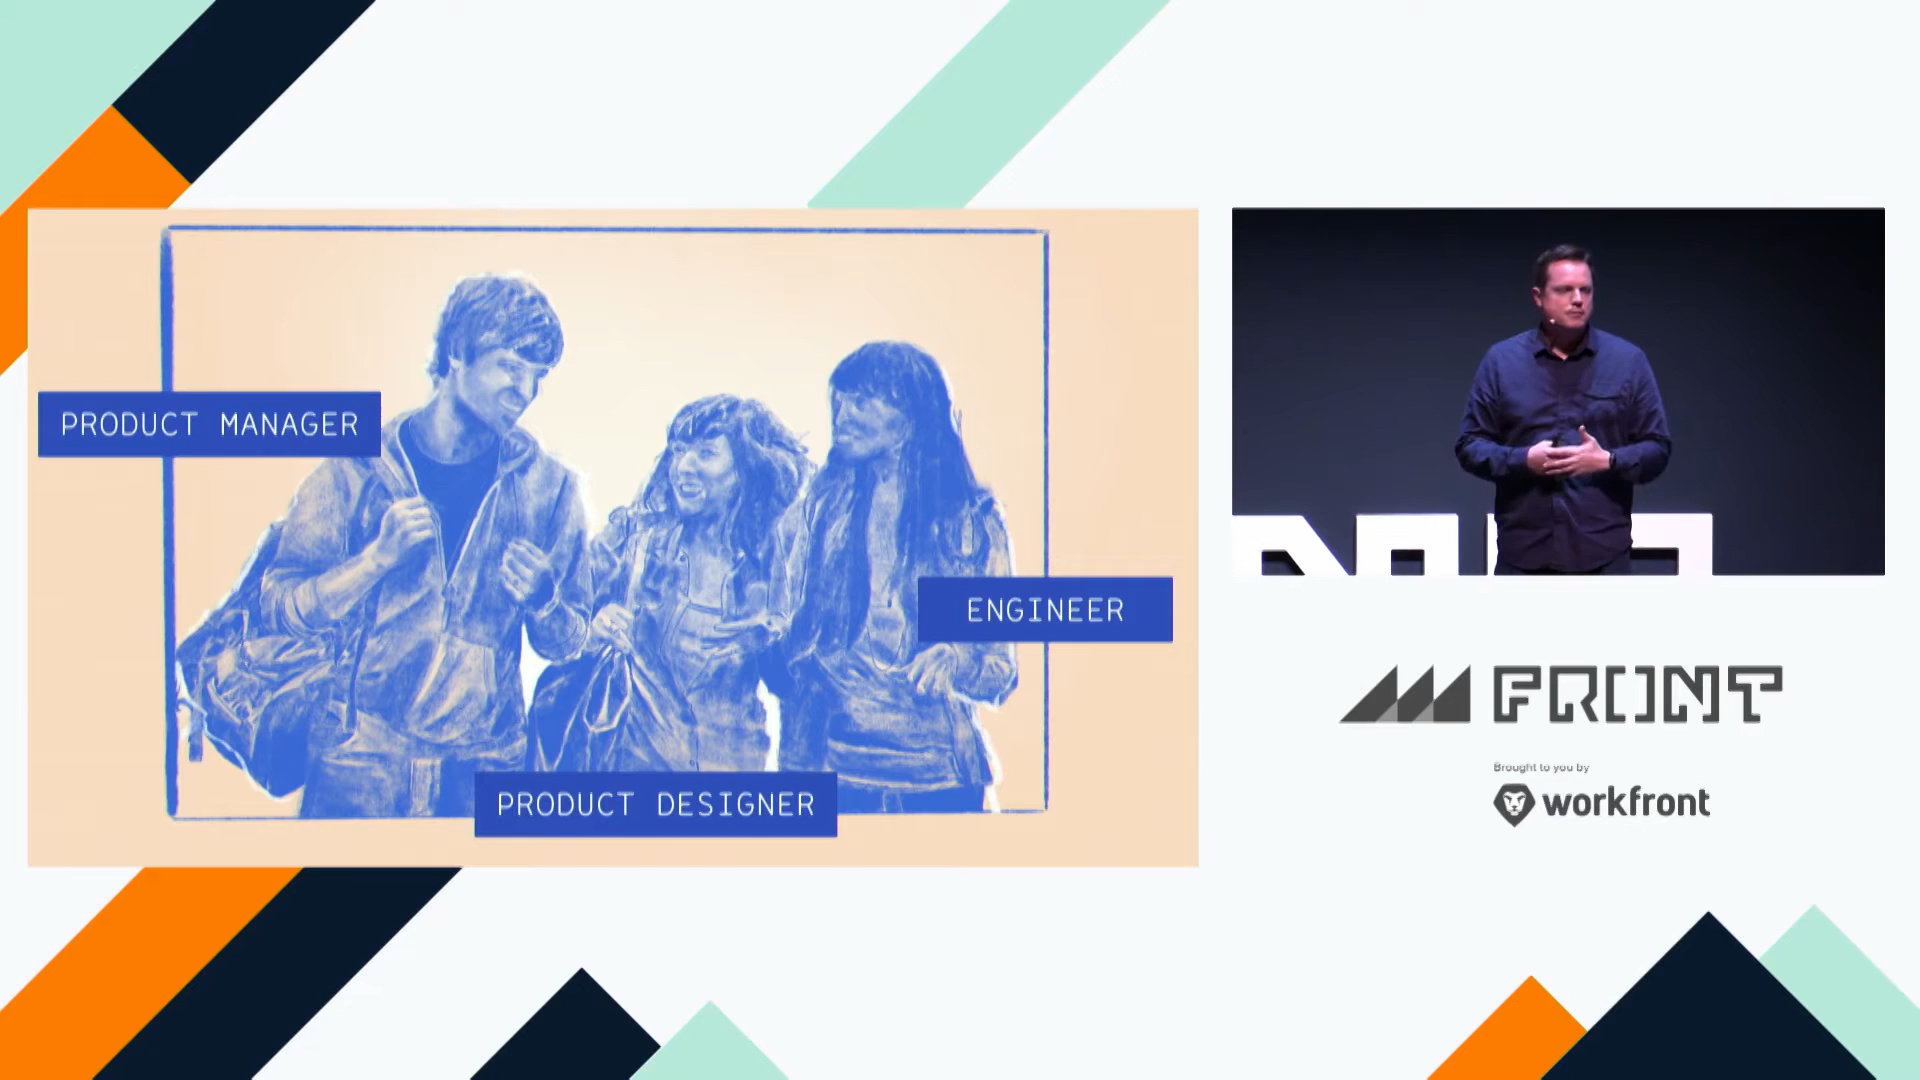 PRODUCT MANAGER
ENGINEER
PRODUCT DESIGNER
FRONT
Brought to you by
workfront